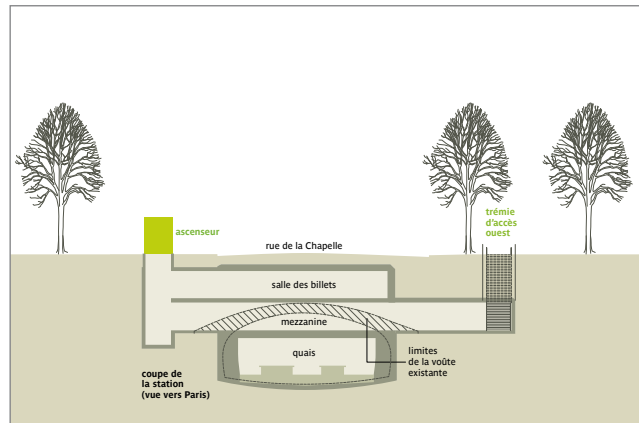 ascenseur
trémie
d'accès
ouest
rue de la Chapelle
salle des billets
mezzanine
quais
limites
de la voûte
existante
coupe de
la station
(vue vers Paris)